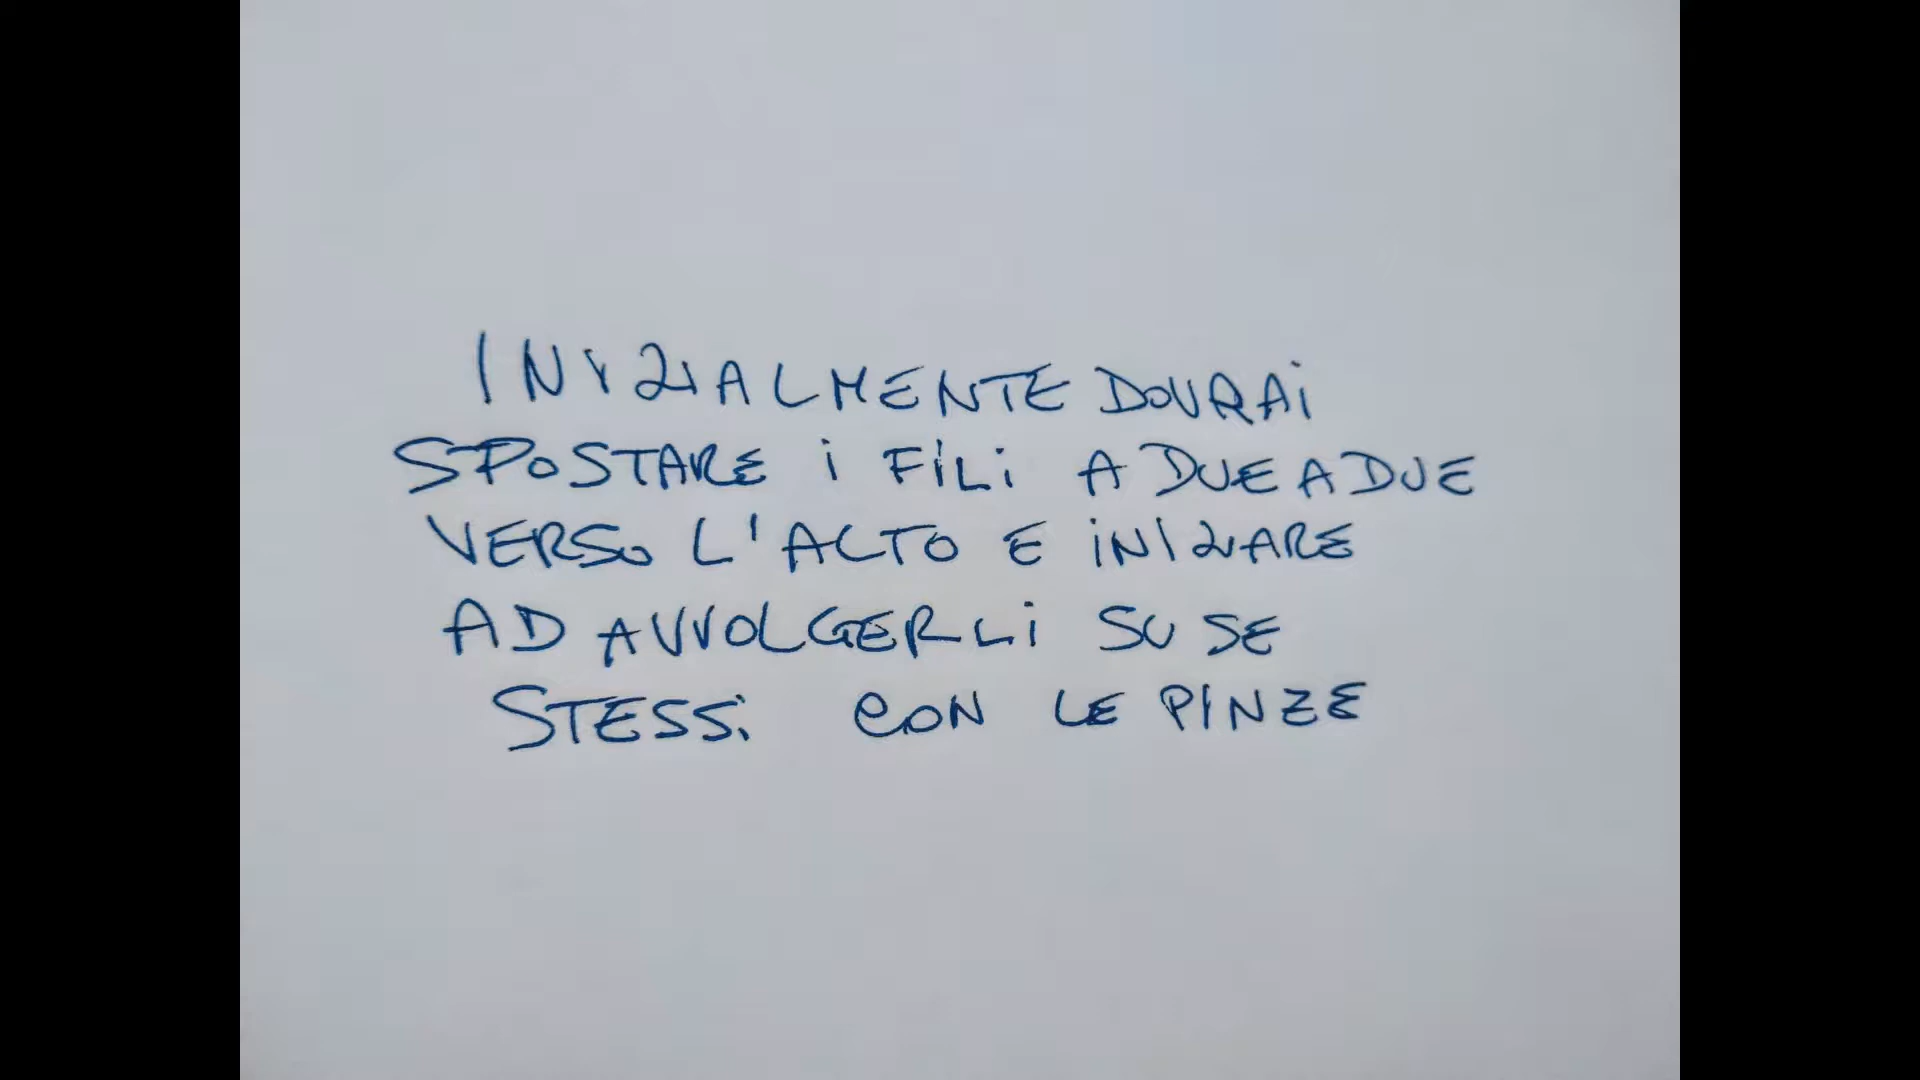 INIZIALMENTE DOVRAI
SPOSTARE i FiLi A DUE A DUE
VERSO L'ALTO E iNIZIARE
AD AVVOLGERLi SU SE
STESSi CON LE PINZE